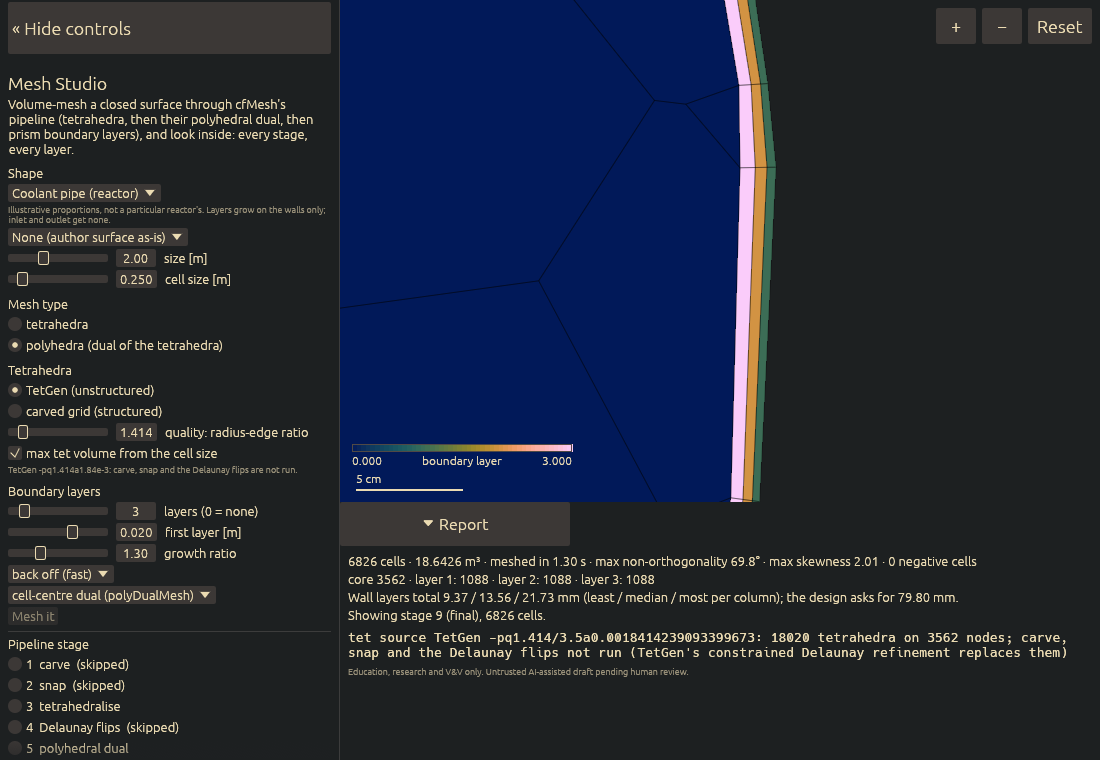 « Hide controls
Mesh Studio
Volume-mesh a closed surface through cfMesh's
pipeline (tetrahedra, then their polyhedral dual, then
prism boundary layers), and look inside: every stage,
every layer.
Shape
Coolant pipe (reactor)
Illustrative proportions, not a particular reactor's. Layers grow on the walls only;
inlet and outlet get none.
None (author surface as-is)
2.00 size [m]
0.250 cell size [m]
Mesh type
tetrahedra
polyhedra (dual of the tetrahedra)
Tetrahedra
TetGen (unstructured)
carved grid (structured)
1.414 quality: radius-edge ratio
max tet volume from the cell size
TetGen -pq1.414a1.84e-3: carve, snap and the Delaunay flips are not run.
Boundary layers
3 layers (0 = none)
0.020 first layer [m]
1.30 growth ratio
back off (fast)
cell-centre dual (polyDualMesh)
Mesh it
Pipeline stage
1 carve (skipped)
2 snap (skipped)
3 tetrahedralise
4 Delaunay flips (skipped)
5 polyhedral dual
+ − Reset
0.000 boundary layer 3.000
5 cm
Report
6826 cells · 18.6426 m³ · meshed in 1.30 s · max non-orthogonality 69.8° · max skewness 2.01 · 0 negative cells
core 3562 · layer 1: 1088 · layer 2: 1088 · layer 3: 1088
Wall layers total 9.37 / 13.56 / 21.73 mm (least / median / most per column); the design asks for 79.80 mm.
Showing stage 9 (final), 6826 cells.
tet source TetGen -pq1.414/3.5a0.0018414239093399673: 18020 tetrahedra on 3562 nodes; carve,
snap and the Delaunay flips not run (TetGen's constrained Delaunay refinement replaces them)
Education, research and V&V only. Untrusted AI-assisted draft pending human review.